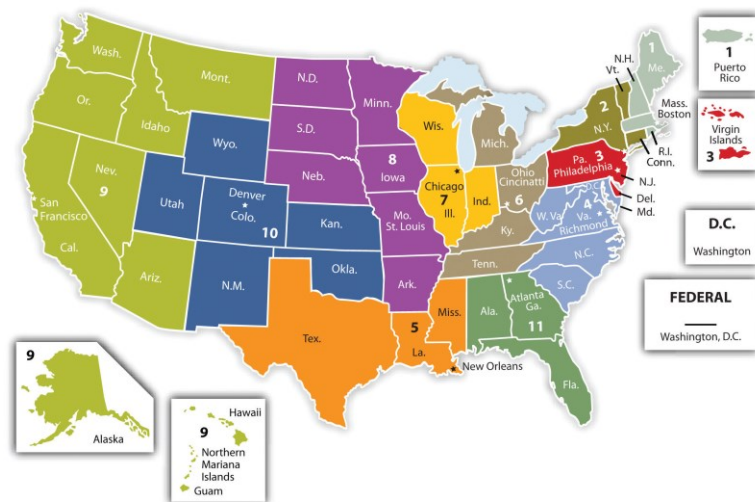 Wash.
Or.
Idaho
Mont.
Nev.
9
San
Francisco
Cal.
Ariz.
Wyo.
Utah
Denver
Colo.
10
N.M.
Kan.
Okla.
N.D.
S.D.
Neb.
Minn.
8
Iowa
Mo.
St. Louis
Ark.
Tex.
5
La.
Miss.
New Orleans
Wis.
Chicago
7
Ill.
Ind.
Mich.
Ohio
Cincinatti
6
Ky.
Tenn.
Ala.
Atlanta
Ga.
11
Fla.
W. Va.
D.C.
4
Va.
Richmond
N.C.
S.C.
Pa.
3
Philadelphia
2
N.Y.
Vt.
N.H.
1
Me.
Mass.
Boston
R.I.
Conn.
N.J.
Del.
Md.
1
Puerto
Rico
Virgin
Islands
3
D.C.
Washington
FEDERAL
Washington, D.C.
9
Alaska
Hawaii
9
Northern
Mariana
Islands
Guam